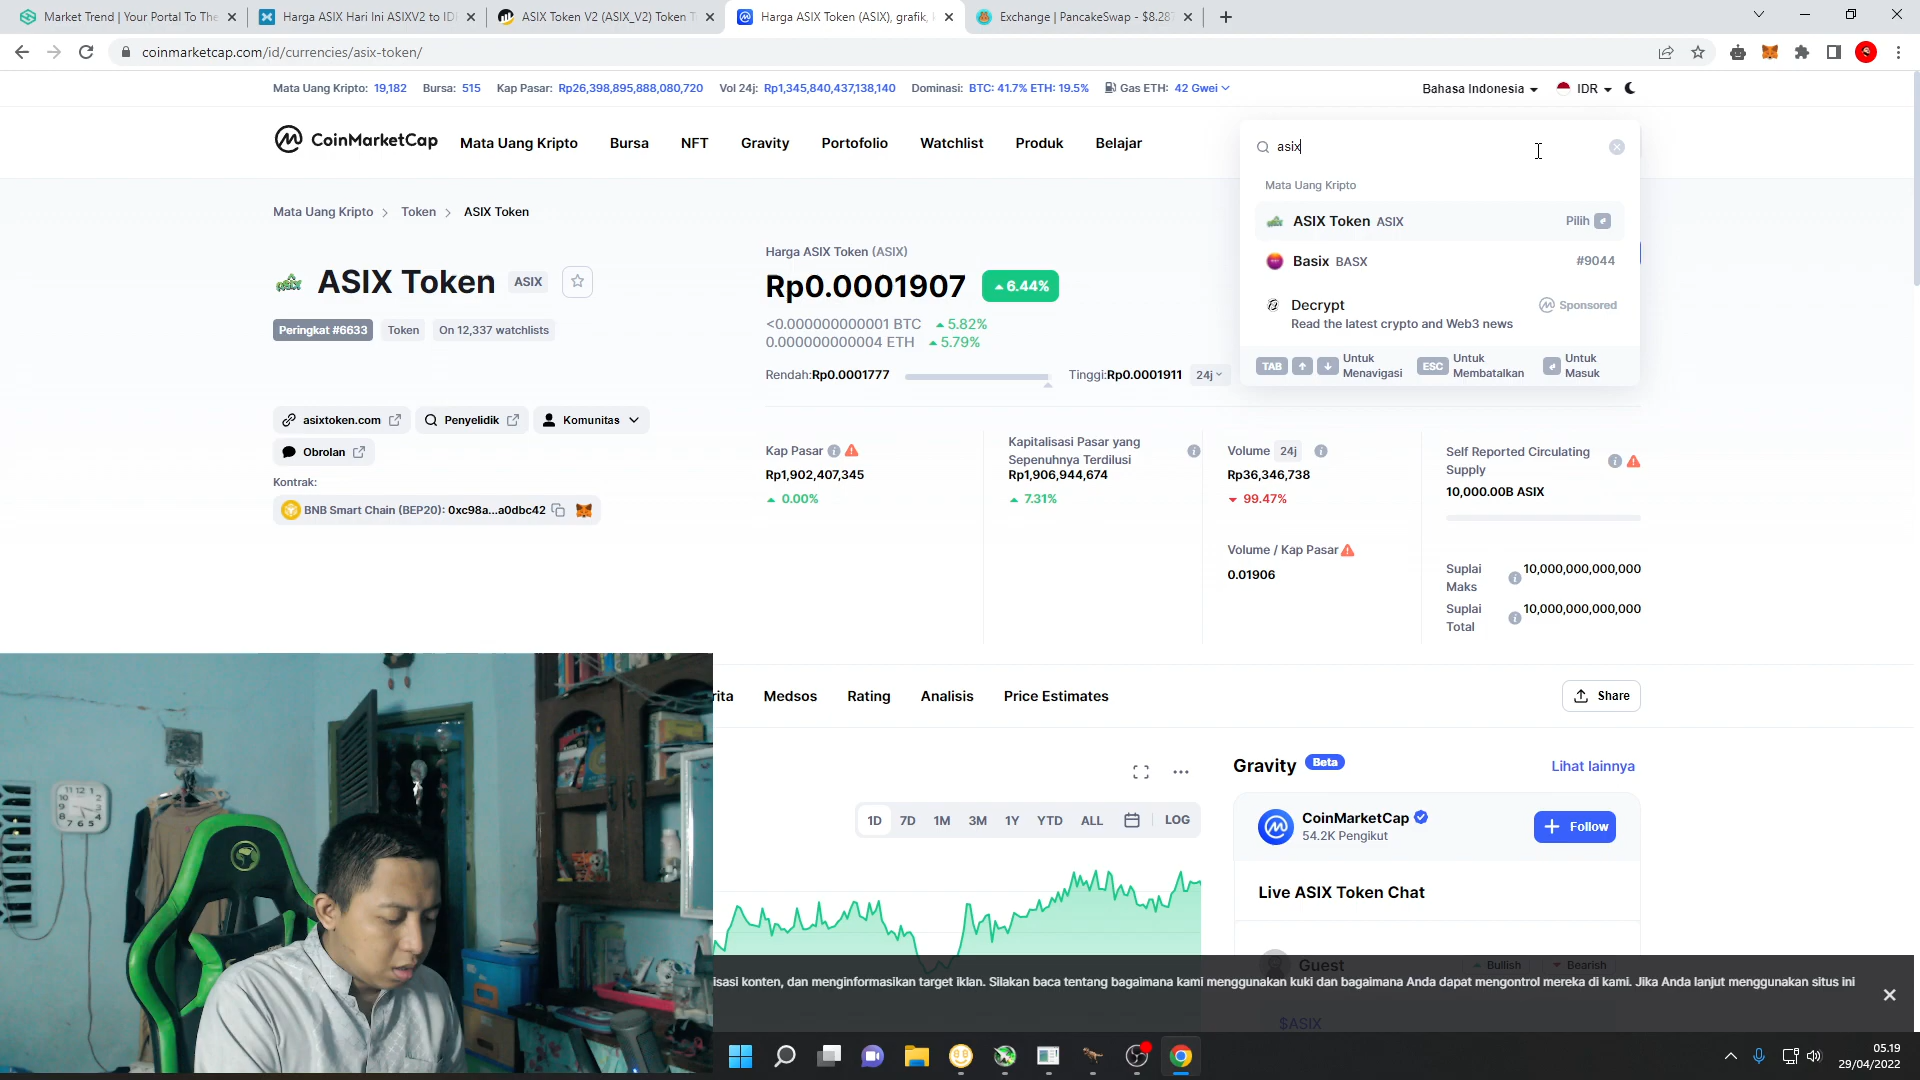 Market Trend | Your Portal To The
Harga ASIX Hari Ini ASIXV2 to ID
ASIX Token V2 (ASIX_V2) Token T
Harga ASIX Token (ASIX), grafik,
Exchange | PancakeSwap - $8.28
coinmarketcap.com/id/currencies/asix-token/
Mata Uang Kripto: 19,182 Bursa: 515 Kap Pasar: Rp26,398,895,888,080,720 Vol 24j: Rp1,345,840,437,138,140 Dominasi: BTC: 41.7% ETH: 19.5% Gas ETH: 42 Gwei
Bahasa Indonesia IDR
CoinMarketCap Mata Uang Kripto Bursa NFT Gravity Portofolio Watchlist Produk Belajar
asix
Mata Uang Kripto
ASIX Token ASIX Pilih
Basix BASX #9044
Decrypt Sponsored
Read the latest crypto and Web3 news
TAB Untuk Menavigasi ESC Untuk Membatalkan Untuk Masuk
Mata Uang Kripto > Token > ASIX Token
ASIX Token ASIX
Peringkat #6633 Token On 12,337 watchlists
asixtoken.com Penyelidik Komunitas
Obrolan
Kontrak:
BNB Smart Chain (BEP20): 0xc98a...a0dbc42
Harga ASIX Token (ASIX)
Rp0.0001907 6.44%
<0.000000000001 BTC 5.82%
0.000000000004 ETH 5.79%
Rendah:Rp0.0001777 Tinggi:Rp0.0001911 24j
Kap Pasar
Rp1,902,407,345
0.00%
Kapitalisasi Pasar yang
Sepenuhnya Terdilusi
Rp1,906,944,674
7.31%
Volume 24j
Rp36,346,738
99.47%
Volume / Kap Pasar
0.01906
Self Reported Circulating
Supply
10,000.00B ASIX
Suplai
Maks
10,000,000,000,000
Suplai
Total
10,000,000,000,000
rita Medsos Rating Analisis Price Estimates Share
1D 7D 1M 3M 1Y YTD ALL LOG
Gravity Beta Lihat lainnya
CoinMarketCap
54.2K Pengikut
Follow
Live ASIX Token Chat
Guest Bullish Bearish
isasi konten, dan menginformasikan target iklan. Silakan baca tentang bagaimana kami menggunakan kuki dan bagaimana Anda dapat mengontrol mereka di kami. Jika Anda lanjut menggunakan situs ini
$ASIX
05.19
29/04/2022